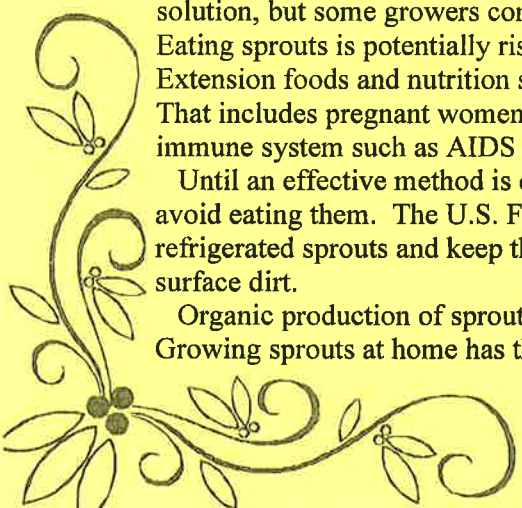 solution, but some growers con
Eating sprouts is potentially ris
Extension foods and nutrition s
That includes pregnant women
immune system such as AIDS
Until an effective method is
avoid eating them. The U.S. F
refrigerated sprouts and keep th
surface dirt.
Organic production of sprout
Growing sprouts at home has th